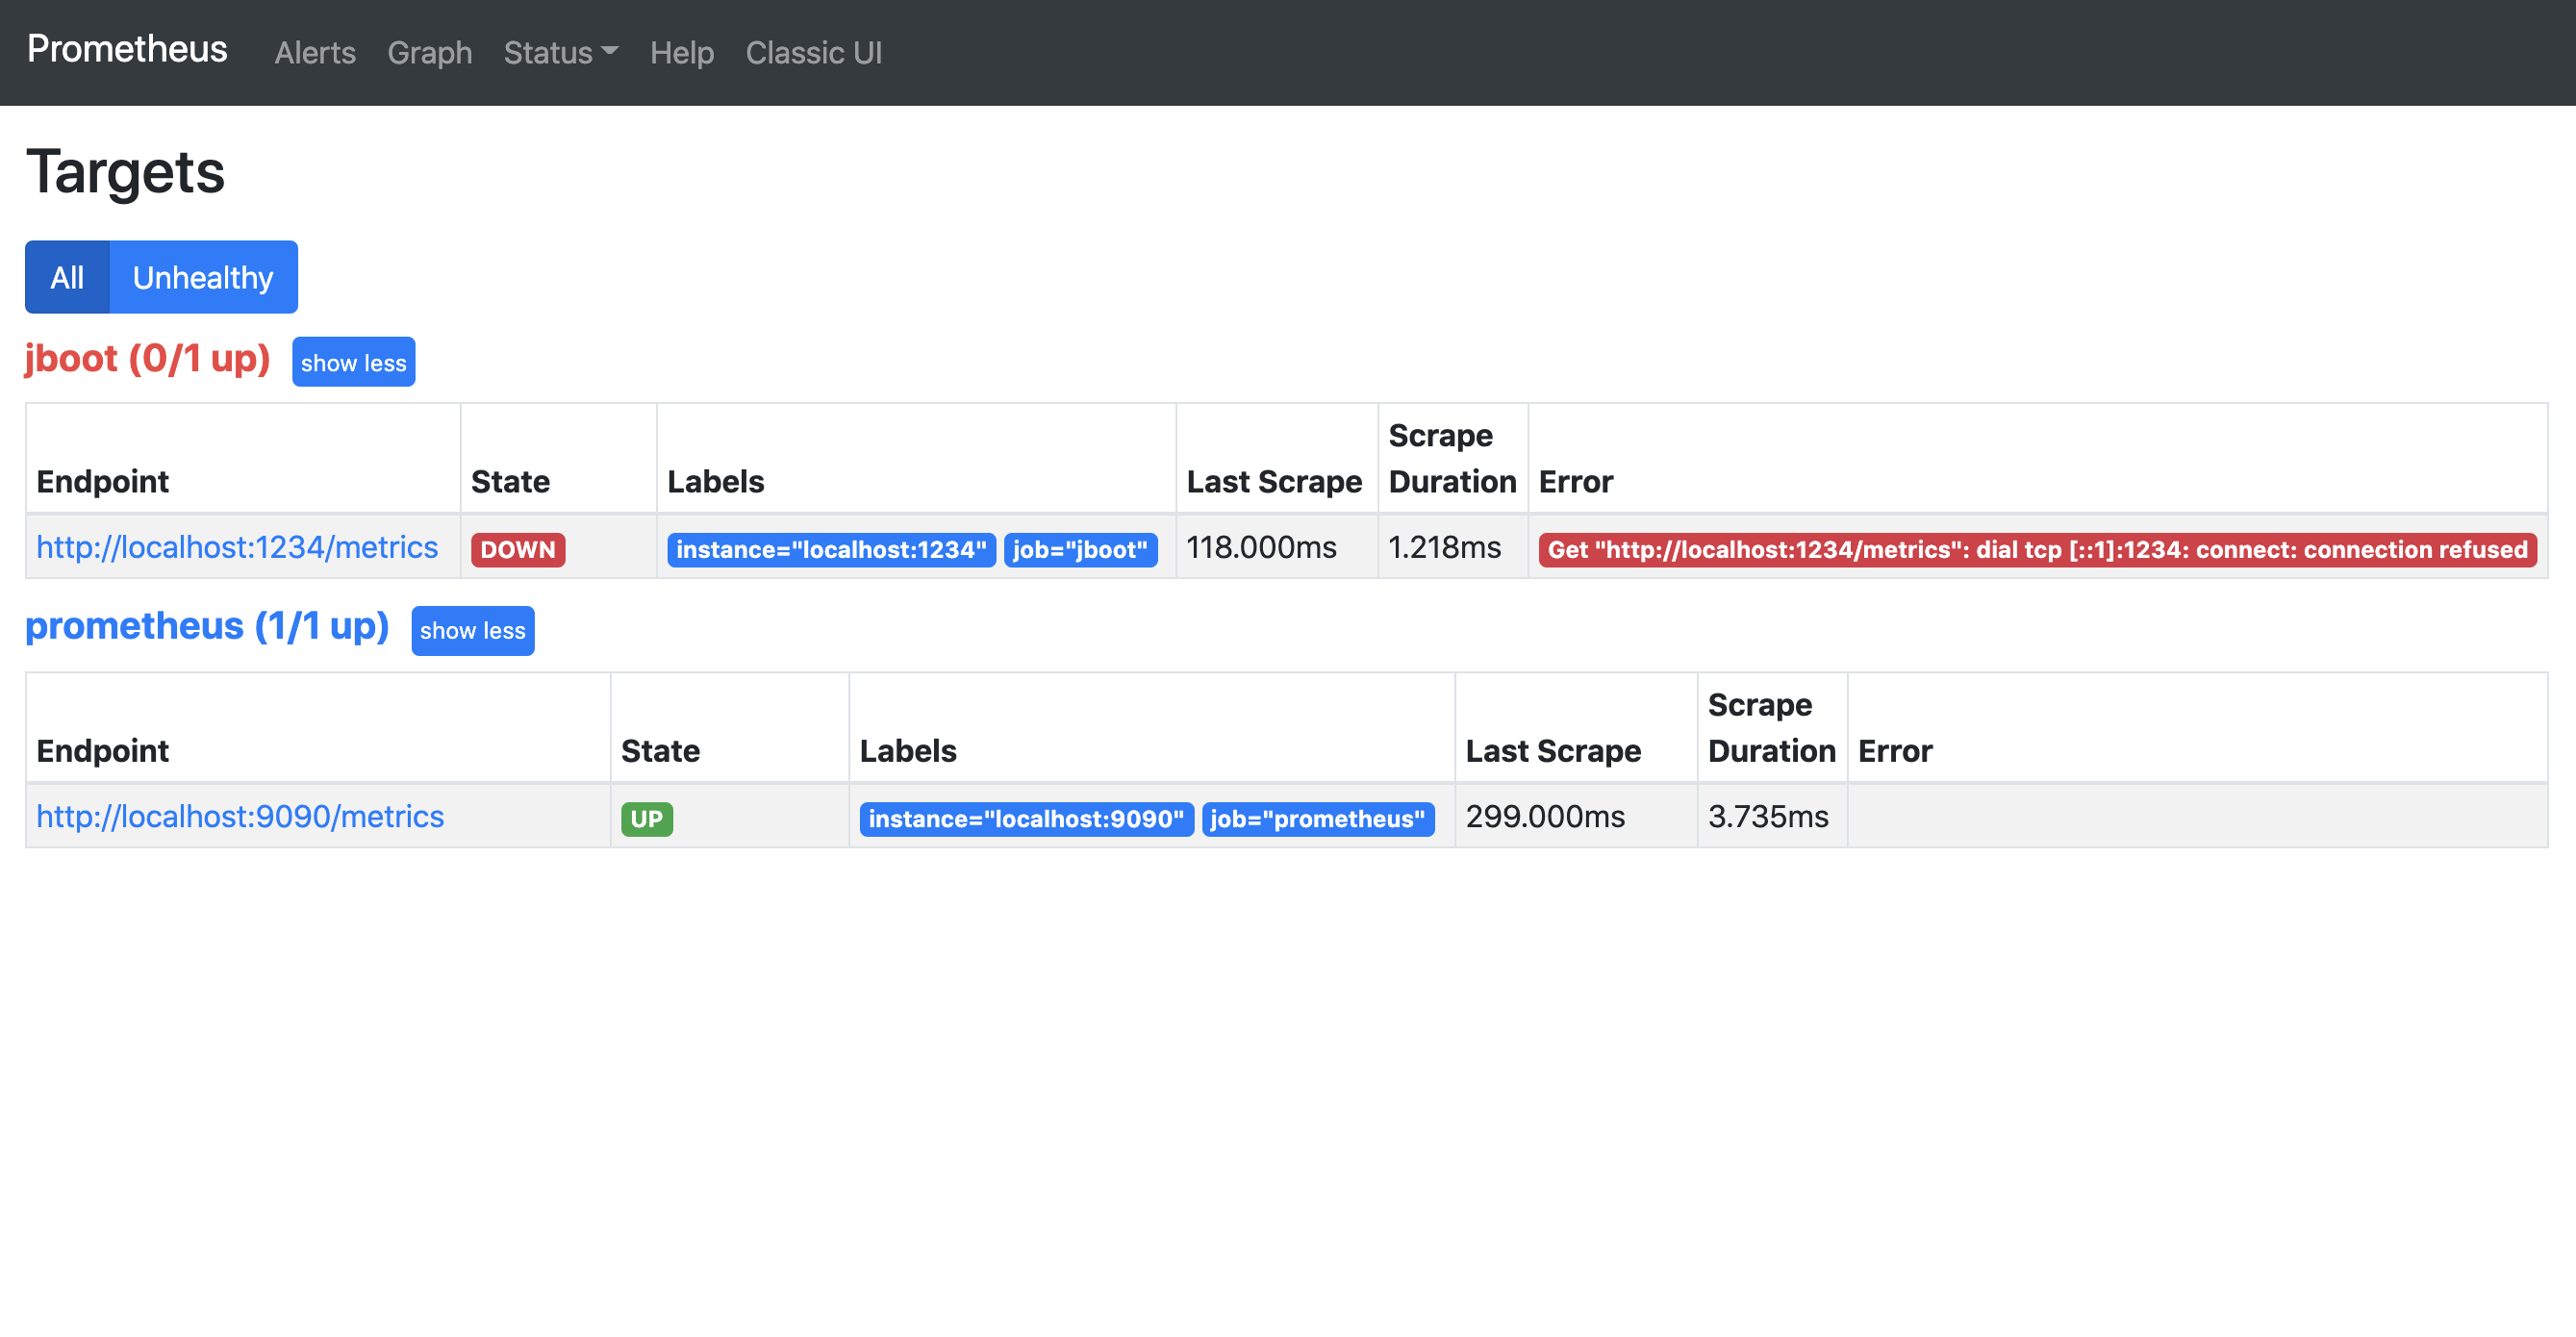 Prometheus Alerts Graph Status Help Classic UI
Targets
All Unhealthy
jboot (0/1 up) show less
Endpoint State Labels Last Scrape Scrape Duration Error
http://localhost:1234/metrics DOWN instance="localhost:1234" job="jboot" 118.000ms 1.218ms Get "http://localhost:1234/metrics": dial tcp [::1]:1234: connect: connection refused
prometheus (1/1 up) show less
Endpoint State Labels Last Scrape Scrape Duration Error
http://localhost:9090/metrics UP instance="localhost:9090" job="prometheus" 299.000ms 3.735ms